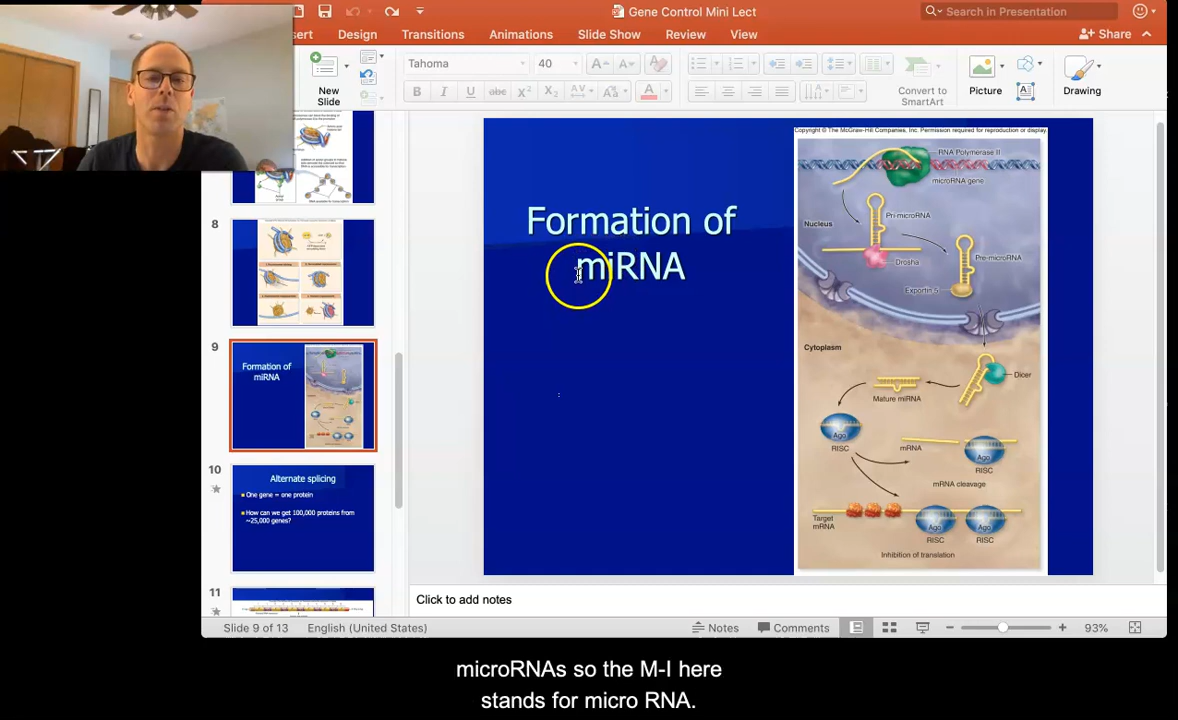 Gene Control Mini Lect
Search in Presentation
Design
Transitions
Animations
Slide Show
Review
View
Share
New
Slide
Tahoma
40
Convert to
SmartArt
Picture
Drawing
8
9
Formation of
miRNA
10
Alternate splicing
One gene = one protein
How can we get 100,000 proteins from
~25,000 genes?
11
Formation of
miRNA
Copyright © The McGraw-Hill Companies, Inc. Permission required for reproduction or display.
RNA Polymerase II
microRNA gene
Nucleus
Pri-microRNA
Drosha
Pre-microRNA
Exportin 5
Cytoplasm
Dicer
Mature miRNA
Ago
RISC
mRNA
Ago
RISC
mRNA cleavage
Target
mRNA
Ago
RISC
Ago
RISC
Inhibition of translation
Click to add notes
Slide 9 of 13
English (United States)
Notes
Comments
93%
microRNAs so the M-I here
stands for micro RNA.